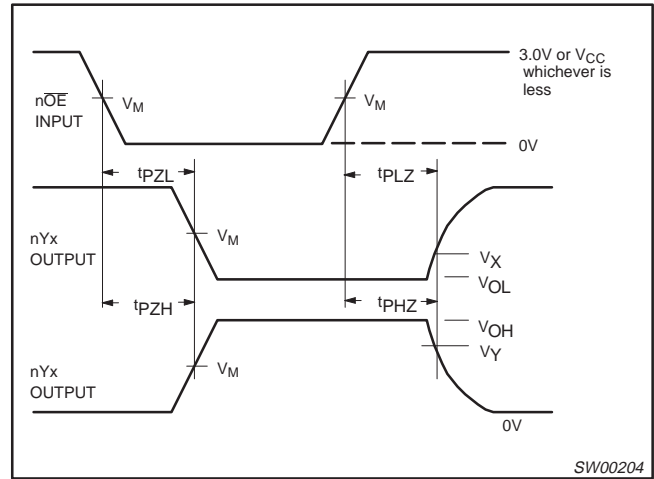 3.0V or VCC
whichever is
less
nOE
INPUT
VM
VM
0V
tPZL
tPLZ
nYx
OUTPUT
VM
VX
VOL
tPZH
tPHZ
VOH
VY
nYx
OUTPUT
VM
0V
SW00204